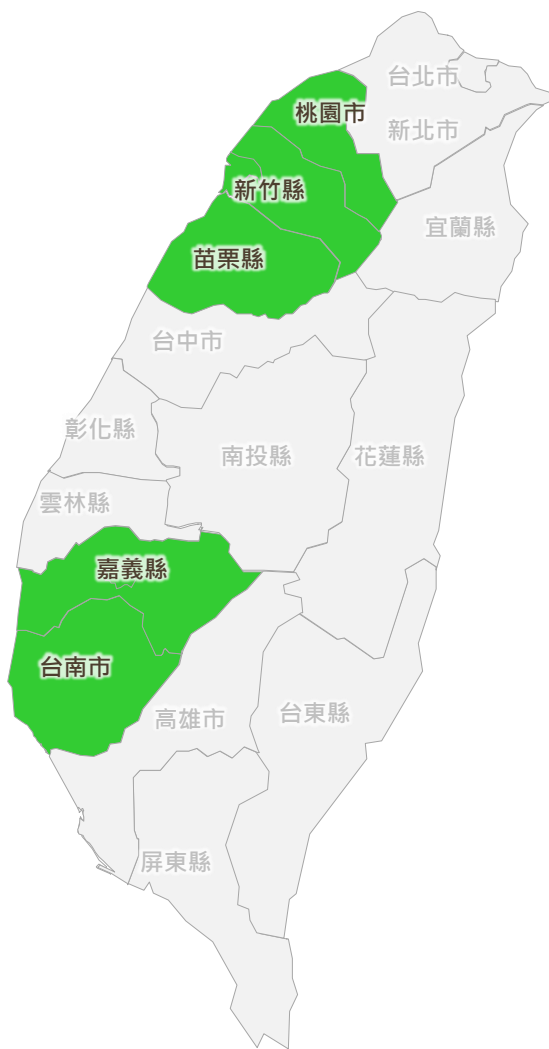 台北市
桃園市
新北市
新竹縣
宜蘭縣
苗栗縣
台中市
彰化縣
南投縣
花蓮縣
雲林縣
嘉義縣
台南市
高雄市
台東縣
屏東縣